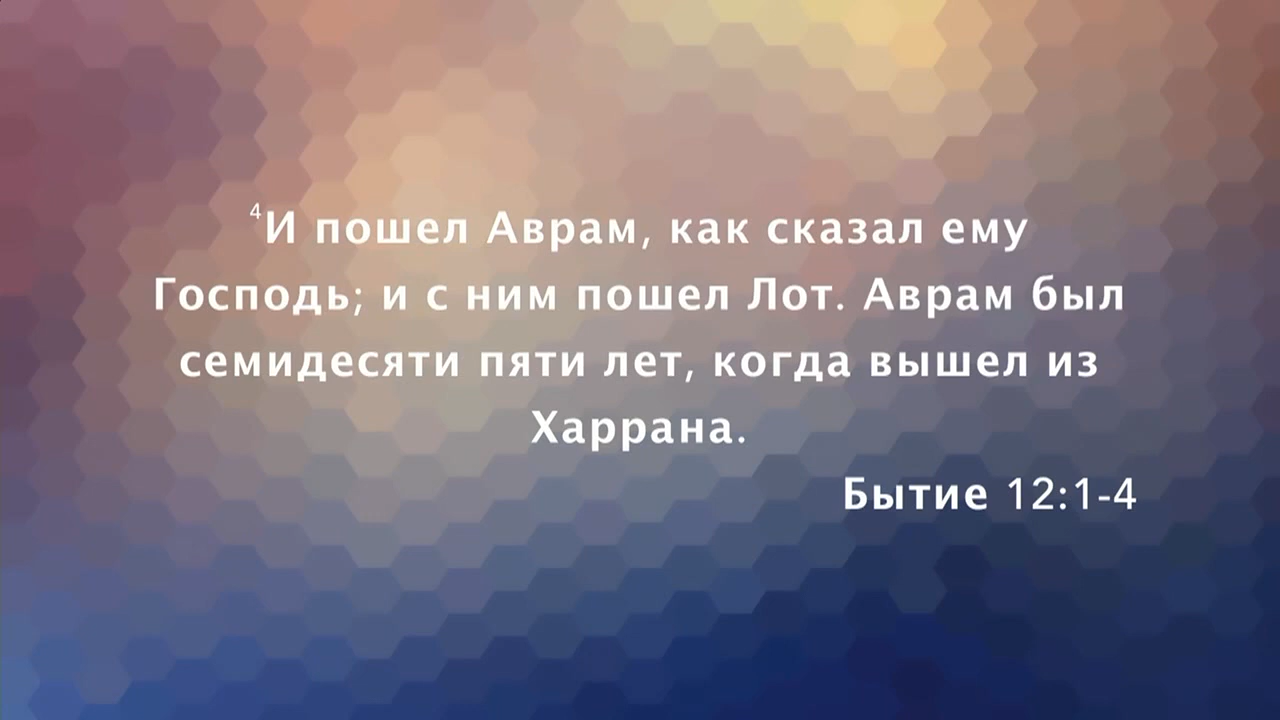 ⁴И пошел Аврам, как сказал ему
Господь; и с ним пошел Лот. Аврам был
семидесяти пяти лет, когда вышел из
Харрана.
Бытие 12:1-4